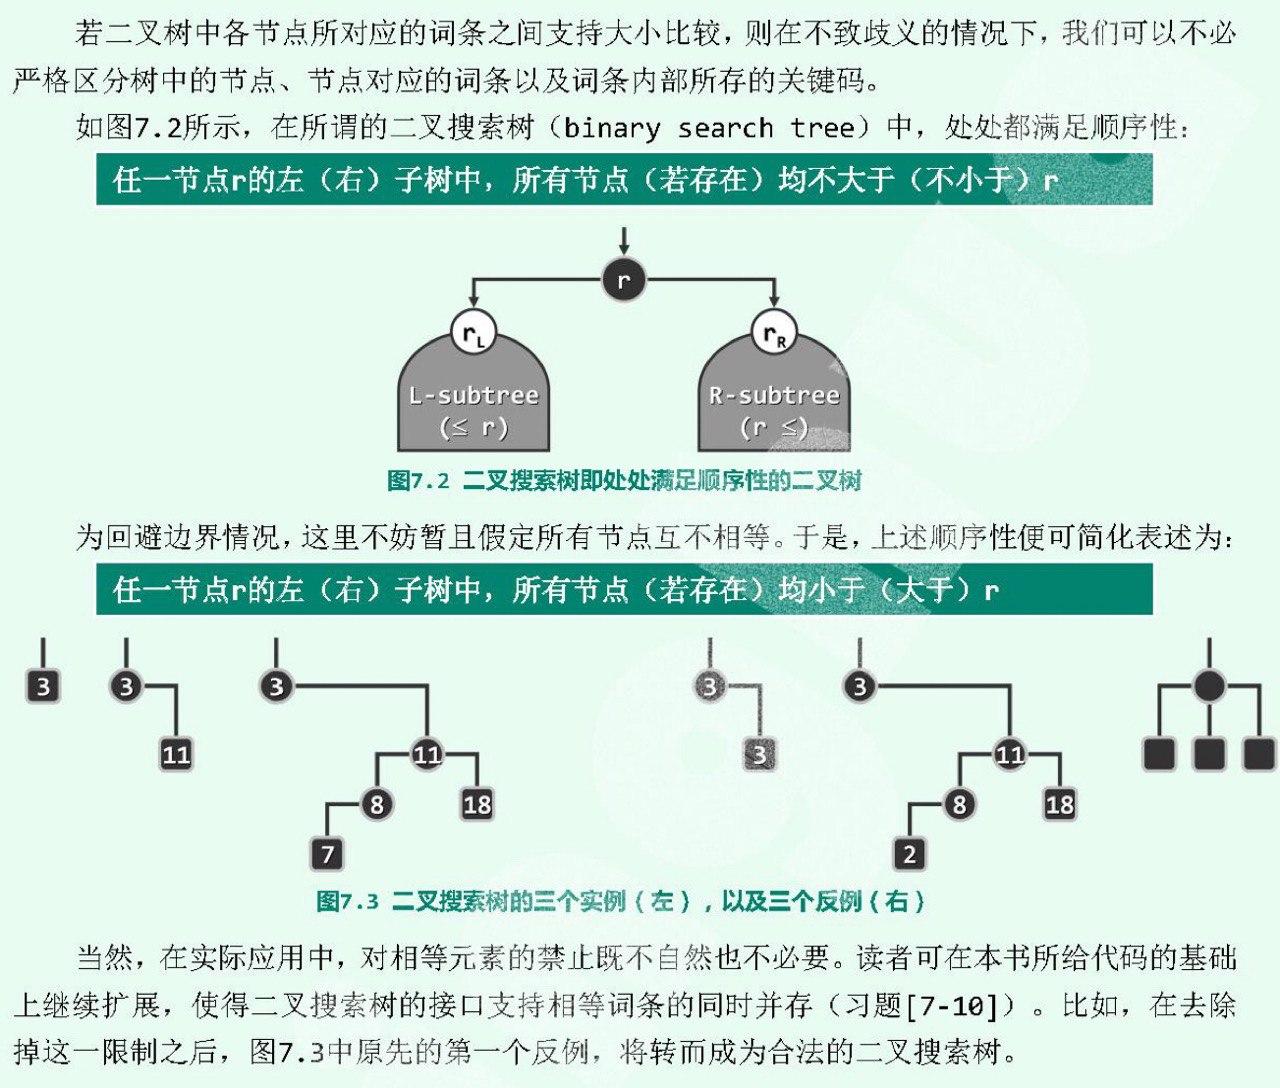 若二叉树中各节点所对应的词条之间支持大小比较，则在不致歧义的情况下，我们可以不必
严格区分树中的节点、节点对应的词条以及词条内部所存的关键码。
如图7.2所示，在所谓的二叉搜索树（binary search tree）中，处处都满足顺序性：
任一节点r的左（右）子树中，所有节点（若存在）均不大于（不小于）r
r
rL rR
L-subtree R-subtree
(≤ r) (r ≤)
图7.2 二叉搜索树即处处满足顺序性的二叉树
为回避边界情况，这里不妨暂且假定所有节点互不相等。于是，上述顺序性便可简化表述为：
任一节点r的左（右）子树中，所有节点（若存在）均小于（大于）r
3 3 3 3 3
11 11 3 11
8 18 8 18
7 2
图7.3 二叉搜索树的三个实例（左），以及三个反例（右）
当然，在实际应用中，对相等元素的禁止既不自然也不必要。读者可在本书所给代码的基础
上继续扩展，使得二叉搜索树的接口支持相等词条的同时并存（习题[7-10]）。比如，在去除
掉这一限制之后，图7.3中原先的第一个反例，将转而成为合法的二叉搜索树。